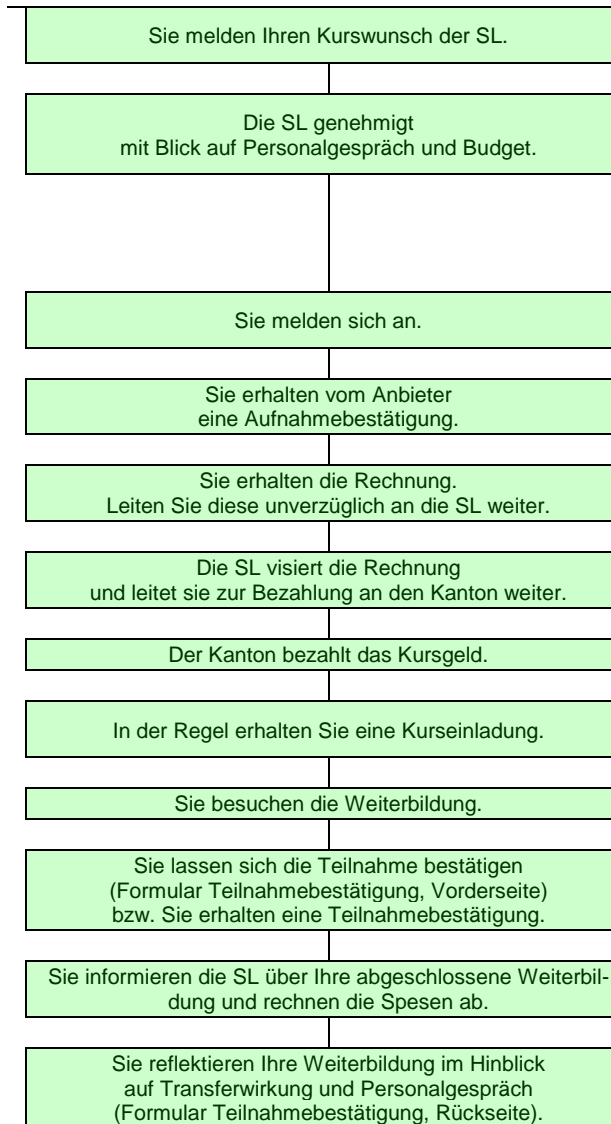 Sie melden Ihren Kurswunsch der SL.
Die SL genehmigt
mit Blick auf Personalgespräch und Budget.
Sie melden sich an.
Sie erhalten vom Anbieter
eine Aufnahmebestätigung.
Sie erhalten die Rechnung.
Leiten Sie diese unverzüglich an die SL weiter.
Die SL visiert die Rechnung
und leitet sie zur Bezahlung an den Kanton weiter.
Der Kanton bezahlt das Kursgeld.
In der Regel erhalten Sie eine Kurseinladung.
Sie besuchen die Weiterbildung.
Sie lassen sich die Teilnahme bestätigen
(Formular Teilnahmebestätigung, Vorderseite)
bzw. Sie erhalten eine Teilnahmebestätigung.
Sie informieren die SL über Ihre abgeschlossene Weiterbil-
dung und rechnen die Spesen ab.
Sie reflektieren Ihre Weiterbildung im Hinblick
auf Transferwirkung und Personalgespräch
(Formular Teilnahmebestätigung, Rückseite).